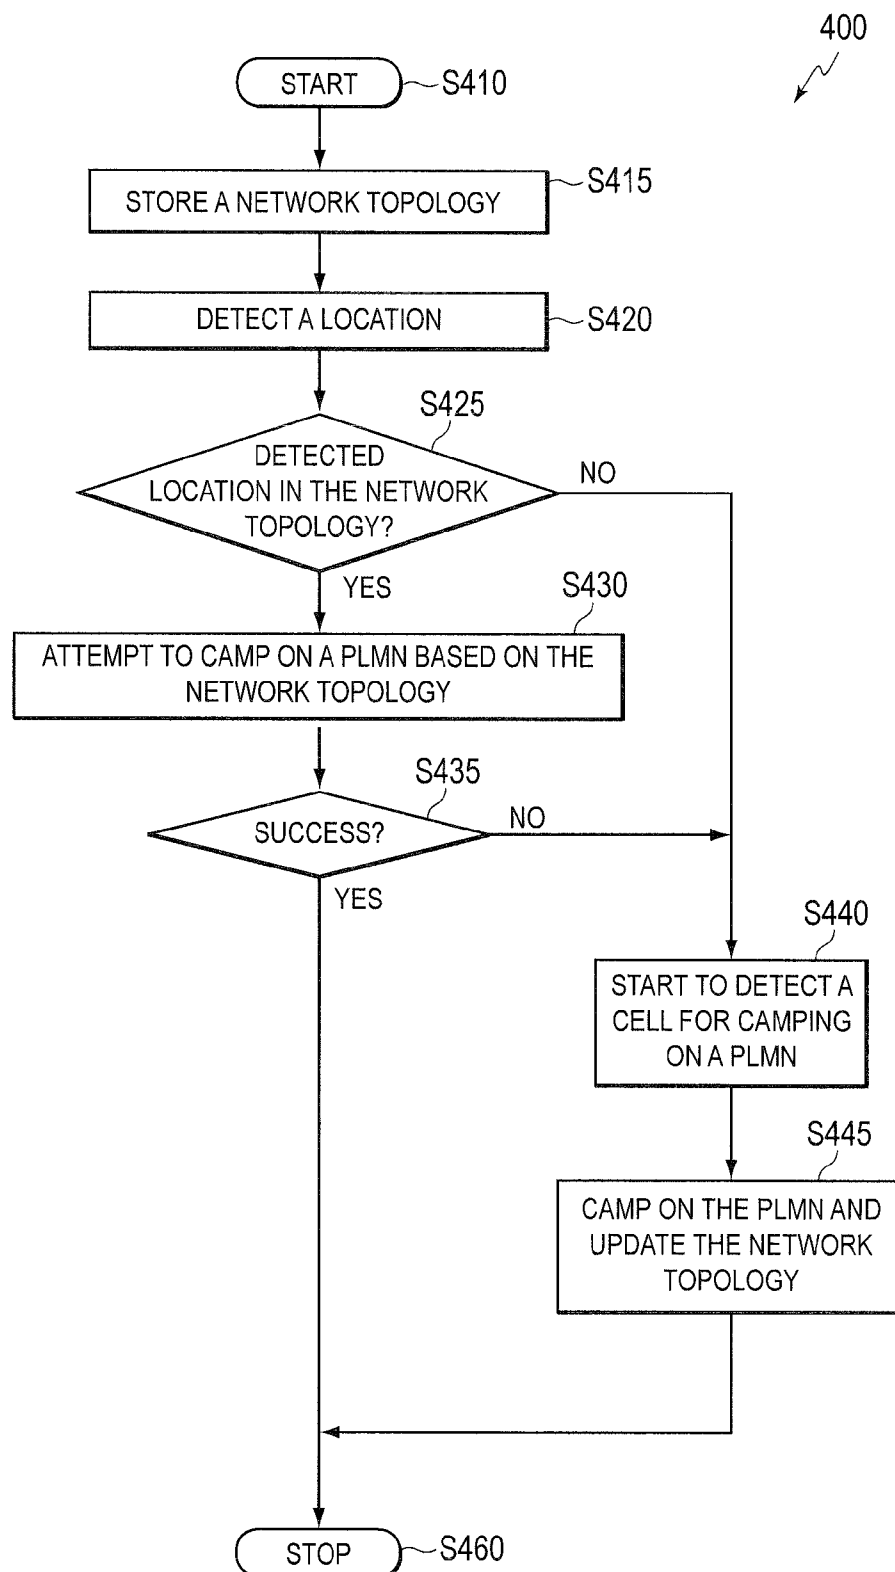 400
START
S410
STORE A NETWORK TOPOLOGY
S415
DETECT A LOCATION
S420
S425
DETECTED
LOCATION IN THE NETWORK
TOPOLOGY?
NO
YES
S430
ATTEMPT TO CAMP ON A PLMN BASED ON THE
NETWORK TOPOLOGY
S435
SUCCESS?
NO
YES
S440
START TO DETECT A
CELL FOR CAMPING
ON A PLMN
S445
CAMP ON THE PLMN AND
UPDATE THE NETWORK
TOPOLOGY
STOP
S460